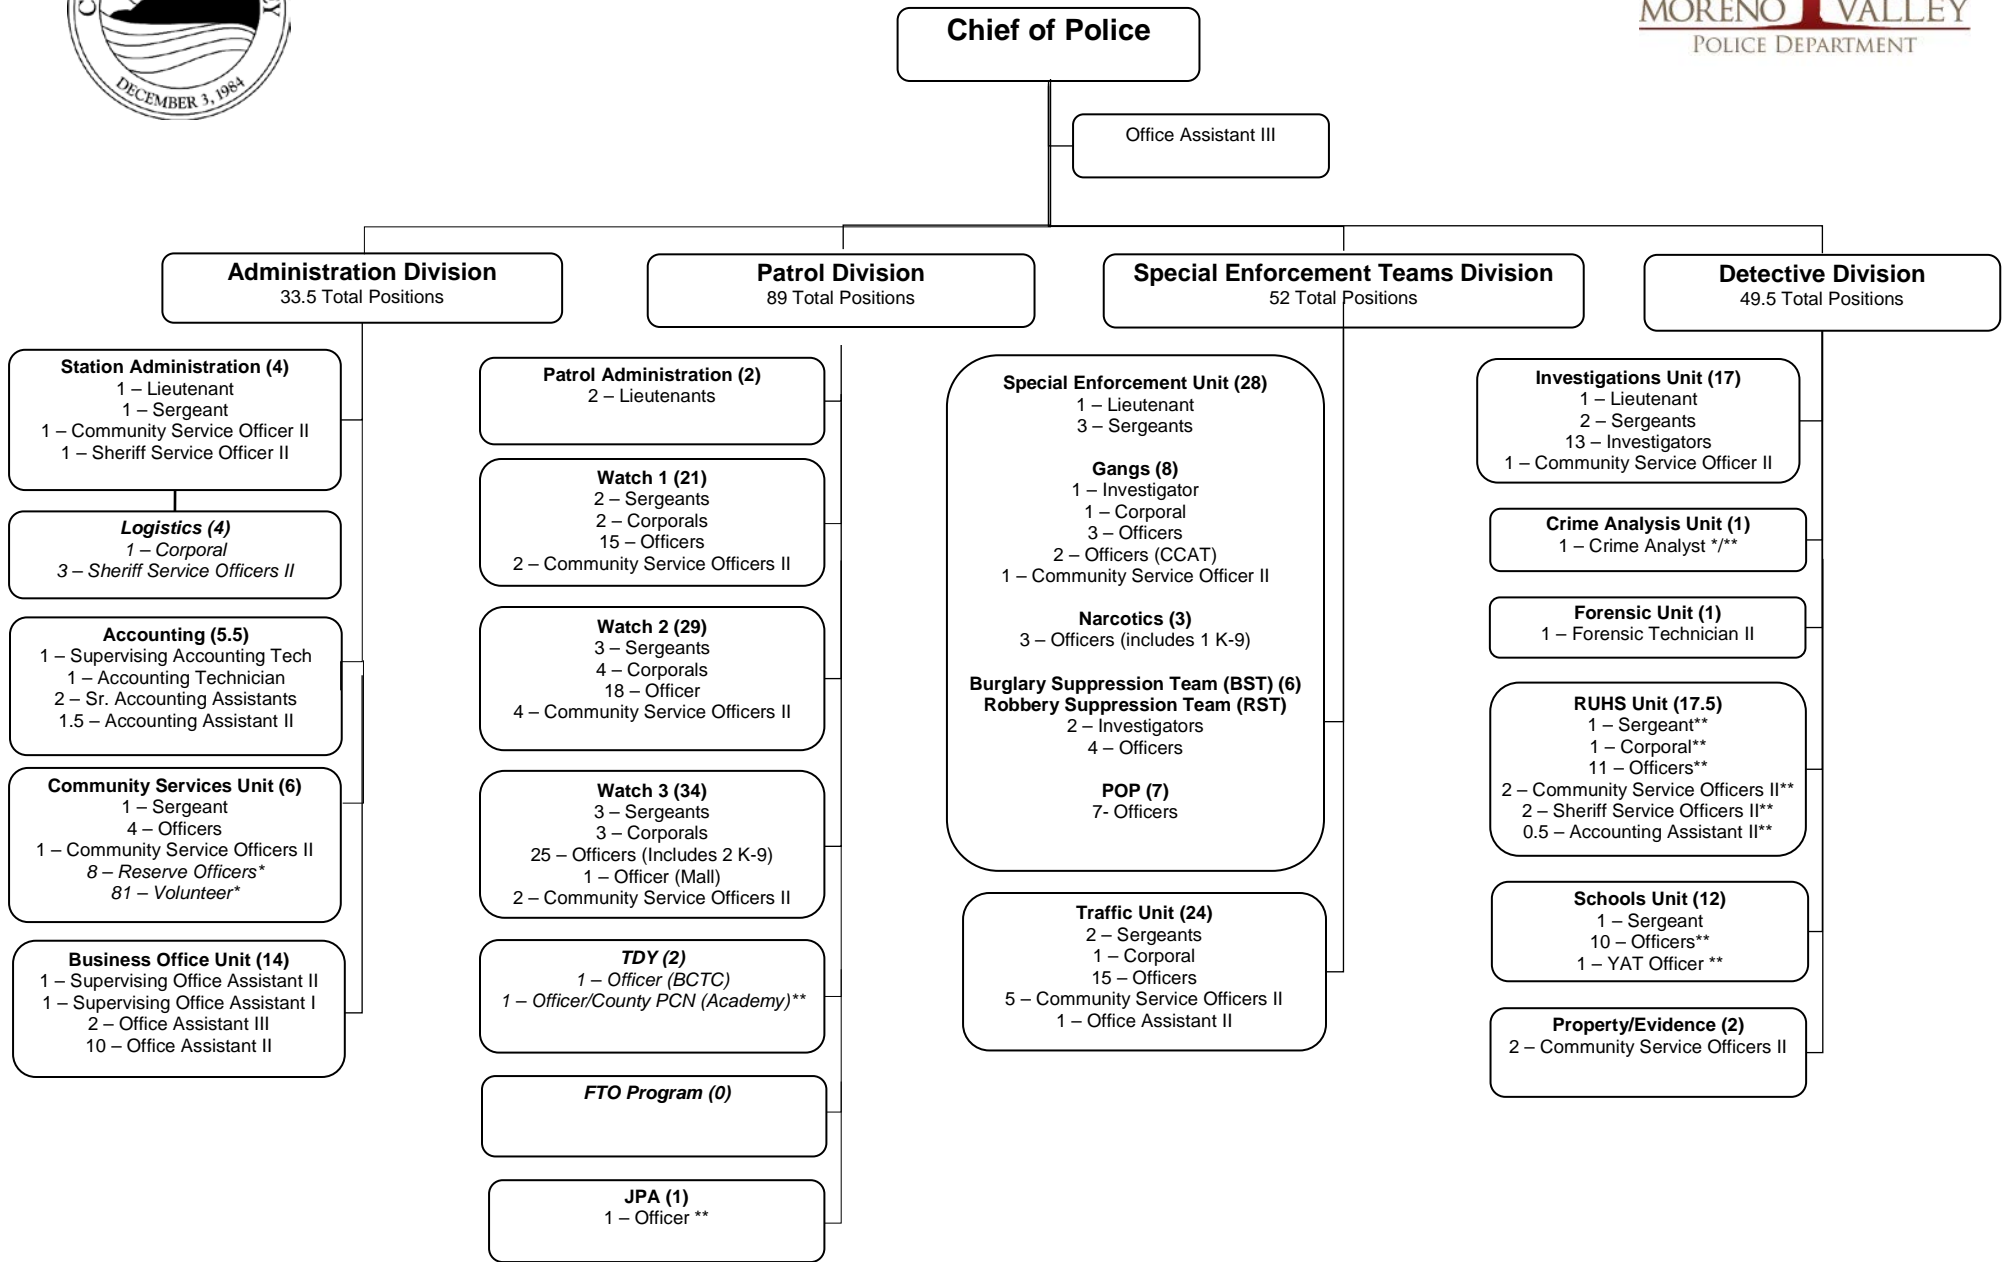 DECEMBER 3, 1984
MORENO VALLEY
POLICE DEPARTMENT
Chief of Police
Office Assistant III
Administration Division
33.5 Total Positions
Patrol Division
89 Total Positions
Special Enforcement Teams Division
52 Total Positions
Detective Division
49.5 Total Positions
Station Administration (4)
1 – Lieutenant
1 – Sergeant
1 – Community Service Officer II
1 – Sheriff Service Officer II
Logistics (4)
1 – Corporal
3 – Sheriff Service Officers II
Accounting (5.5)
1 – Supervising Accounting Tech
1 – Accounting Technician
2 – Sr. Accounting Assistants
1.5 – Accounting Assistant II
Community Services Unit (6)
1 – Sergeant
4 – Officers
1 – Community Service Officers II
8 – Reserve Officers*
81 – Volunteer*
Business Office Unit (14)
1 – Supervising Office Assistant II
1 – Supervising Office Assistant I
2 – Office Assistant III
10 – Office Assistant II
Patrol Administration (2)
2 – Lieutenants
Watch 1 (21)
2 – Sergeants
2 – Corporals
15 – Officers
2 – Community Service Officers II
Watch 2 (29)
3 – Sergeants
4 – Corporals
18 – Officer
4 – Community Service Officers II
Watch 3 (34)
3 – Sergeants
3 – Corporals
25 – Officers (Includes 2 K-9)
1 – Officer (Mall)
2 – Community Service Officers II
TDY (2)
1 – Officer (BCTC)
1 – Officer/County PCN (Academy)**
FTO Program (0)
JPA (1)
1 – Officer **
Special Enforcement Unit (28)
1 – Lieutenant
3 – Sergeants
Gangs (8)
1 – Investigator
1 – Corporal
3 – Officers
2 – Officers (CCAT)
1 – Community Service Officer II
Narcotics (3)
3 – Officers (includes 1 K-9)
Burglary Suppression Team (BST) (6)
Robbery Suppression Team (RST)
2 – Investigators
4 – Officers
POP (7)
7- Officers
Traffic Unit (24)
2 – Sergeants
1 – Corporal
15 – Officers
5 – Community Service Officers II
1 – Office Assistant II
Investigations Unit (17)
1 – Lieutenant
2 – Sergeants
13 – Investigators
1 – Community Service Officer II
Crime Analysis Unit (1)
1 – Crime Analyst */**
Forensic Unit (1)
1 – Forensic Technician II
RUHS Unit (17.5)
1 – Sergeant**
1 – Corporal**
11 – Officers**
2 – Community Service Officers II**
2 – Sheriff Service Officers II**
0.5 – Accounting Assistant II**
Schools Unit (12)
1 – Sergeant
10 – Officers**
1 – YAT Officer **
Property/Evidence (2)
2 – Community Service Officers II